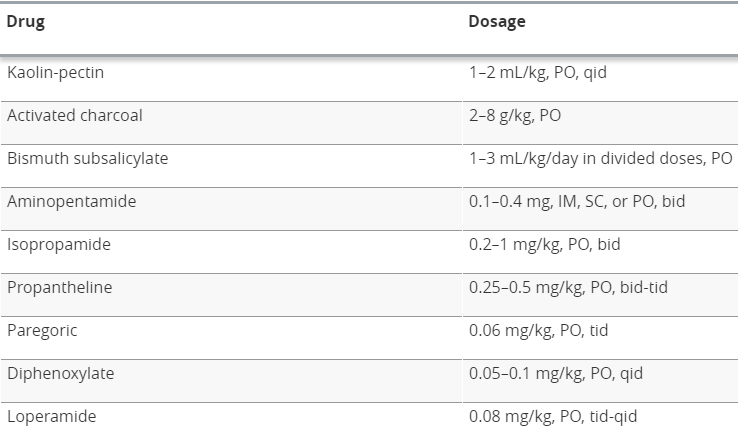 Drug Dosage
Kaolin-pectin 1–2 mL/kg, PO, qid
Activated charcoal 2–8 g/kg, PO
Bismuth subsalicylate 1–3 mL/kg/day in divided doses, PO
Aminopentamide 0.1–0.4 mg, IM, SC, or PO, bid
Isopropamide 0.2–1 mg/kg, PO, bid
Propantheline 0.25–0.5 mg/kg, PO, bid-tid
Paregoric 0.06 mg/kg, PO, tid
Diphenoxylate 0.05–0.1 mg/kg, PO, qid
Loperamide 0.08 mg/kg, PO, tid-qid